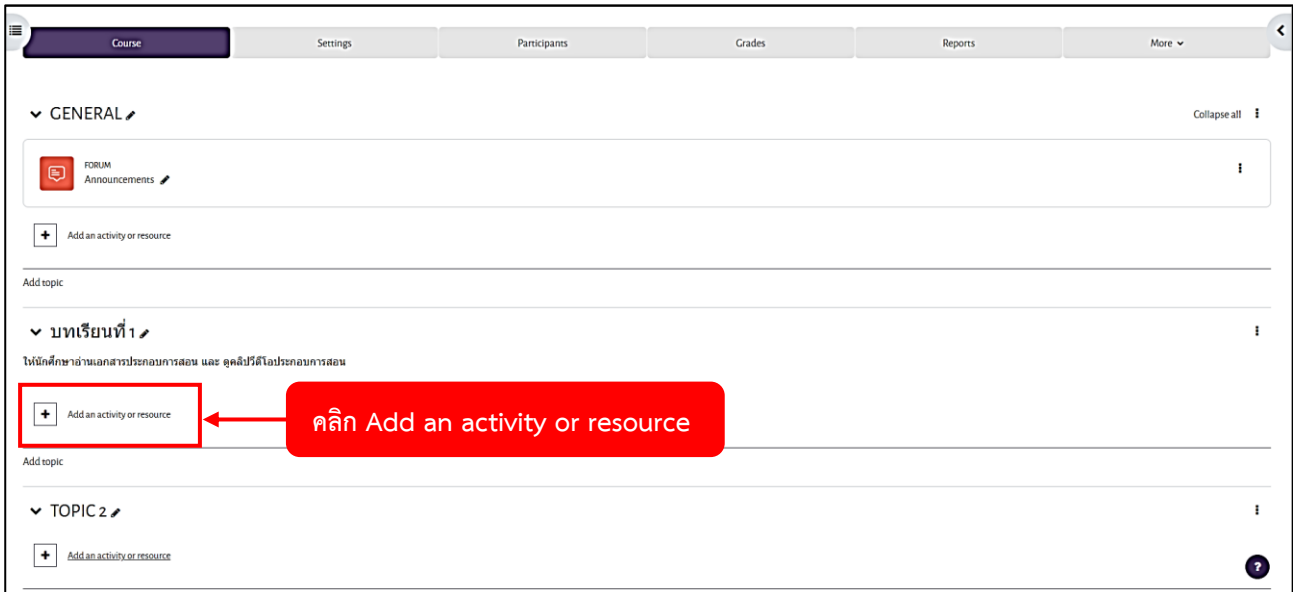 Course Settings Participants Grades Reports More
GENERAL
Collapse all
FORUM
Announcements
Add an activity or resource
Add topic
บทเรียนที่ 1
ให้นักศึกษาอ่านเอกสารประกอบการสอน และ ดูคลิปวีดีโอประกอบการสอน
Add an activity or resource
คลิก Add an activity or resource
Add topic
TOPIC 2
Add an activity or resource
?